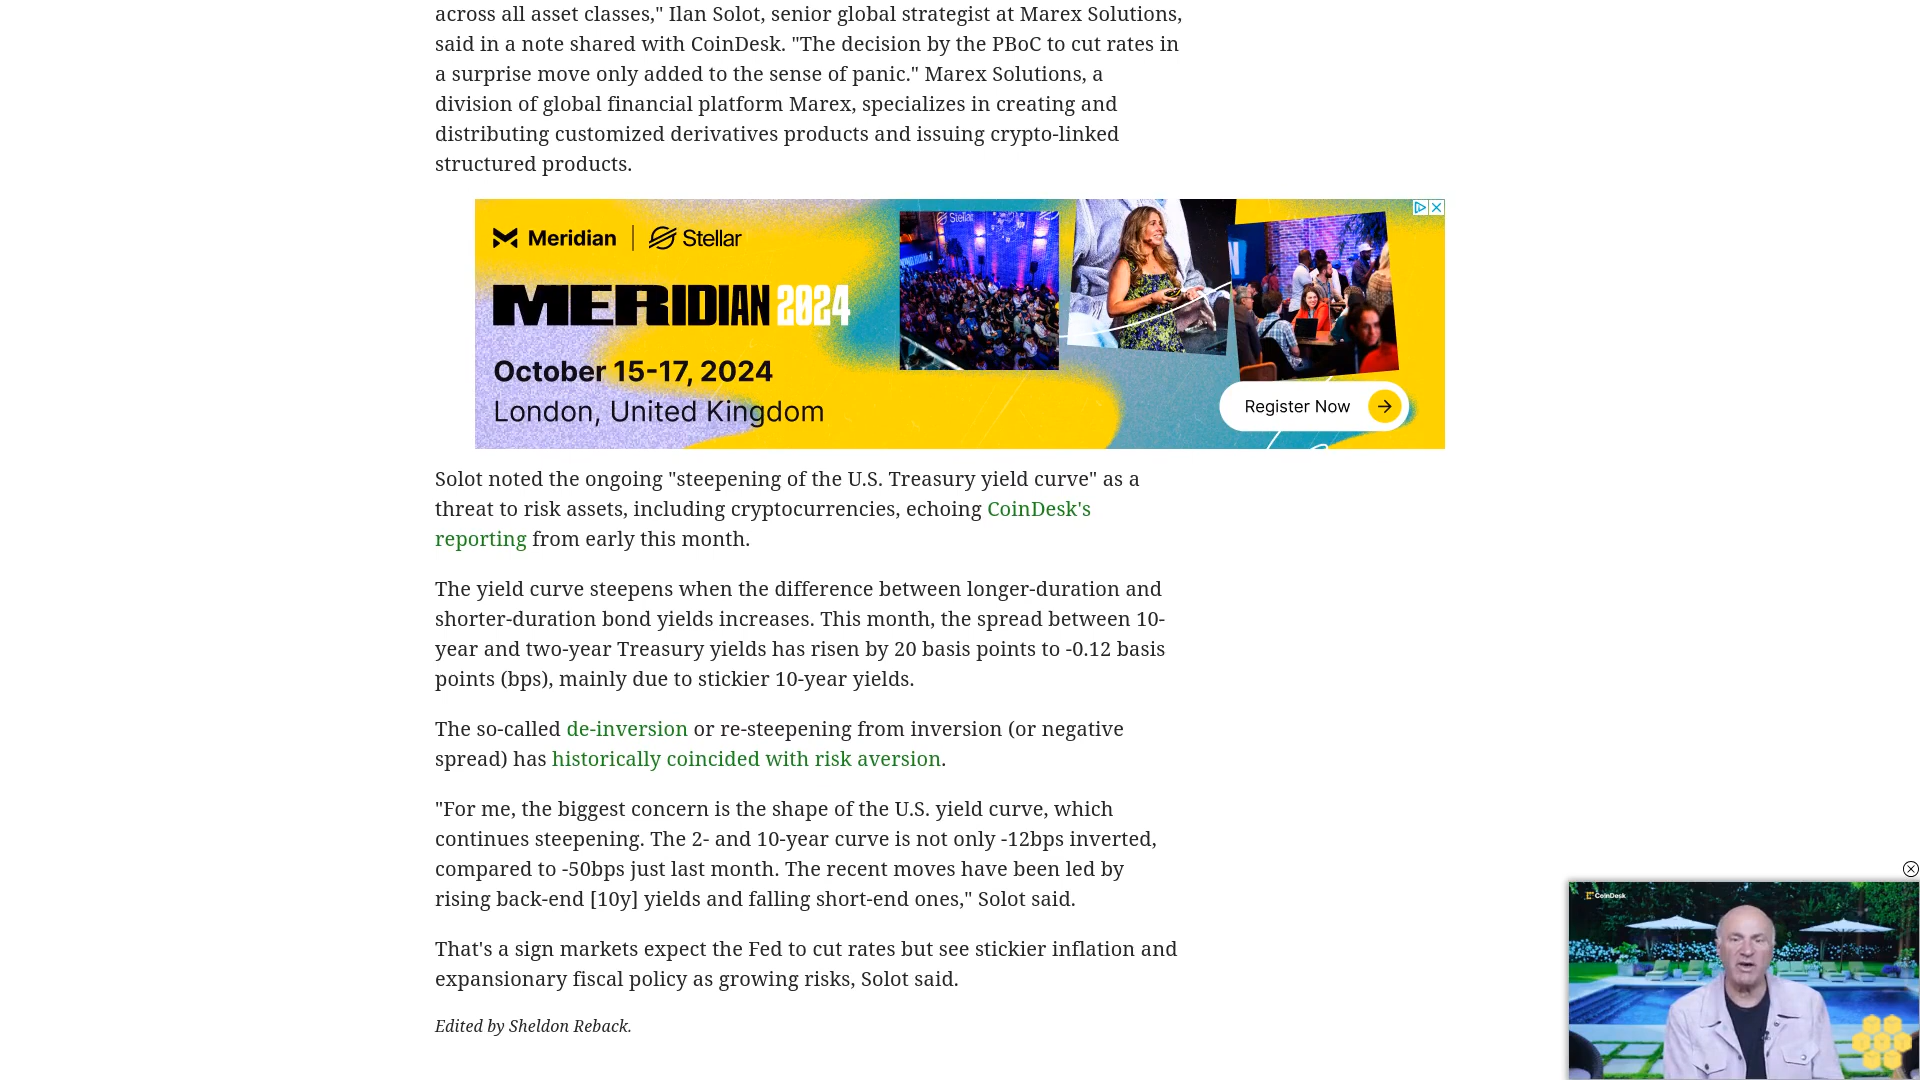 across all asset classes," Ilan Solot, senior global strategist at Marex Solutions,
said in a note shared with CoinDesk. "The decision by the PBoC to cut rates in
a surprise move only added to the sense of panic." Marex Solutions, a
division of global financial platform Marex, specializes in creating and
distributing customized derivatives products and issuing crypto-linked
structured products.
Meridian | Stellar
MERIDIAN 2024
October 15-17, 2024
London, United Kingdom
Stellar
Register Now
Solot noted the ongoing "steepening of the U.S. Treasury yield curve" as a
threat to risk assets, including cryptocurrencies, echoing CoinDesk's
reporting from early this month.
The yield curve steepens when the difference between longer-duration and
shorter-duration bond yields increases. This month, the spread between 10-
year and two-year Treasury yields has risen by 20 basis points to -0.12 basis
points (bps), mainly due to stickier 10-year yields.
The so-called de-inversion or re-steepening from inversion (or negative
spread) has historically coincided with risk aversion.
"For me, the biggest concern is the shape of the U.S. yield curve, which
continues steepening. The 2- and 10-year curve is not only -12bps inverted,
compared to -50bps just last month. The recent moves have been led by
rising back-end [10y] yields and falling short-end ones," Solot said.
That's a sign markets expect the Fed to cut rates but see stickier inflation and
expansionary fiscal policy as growing risks, Solot said.
Edited by Sheldon Reback.
CoinDesk